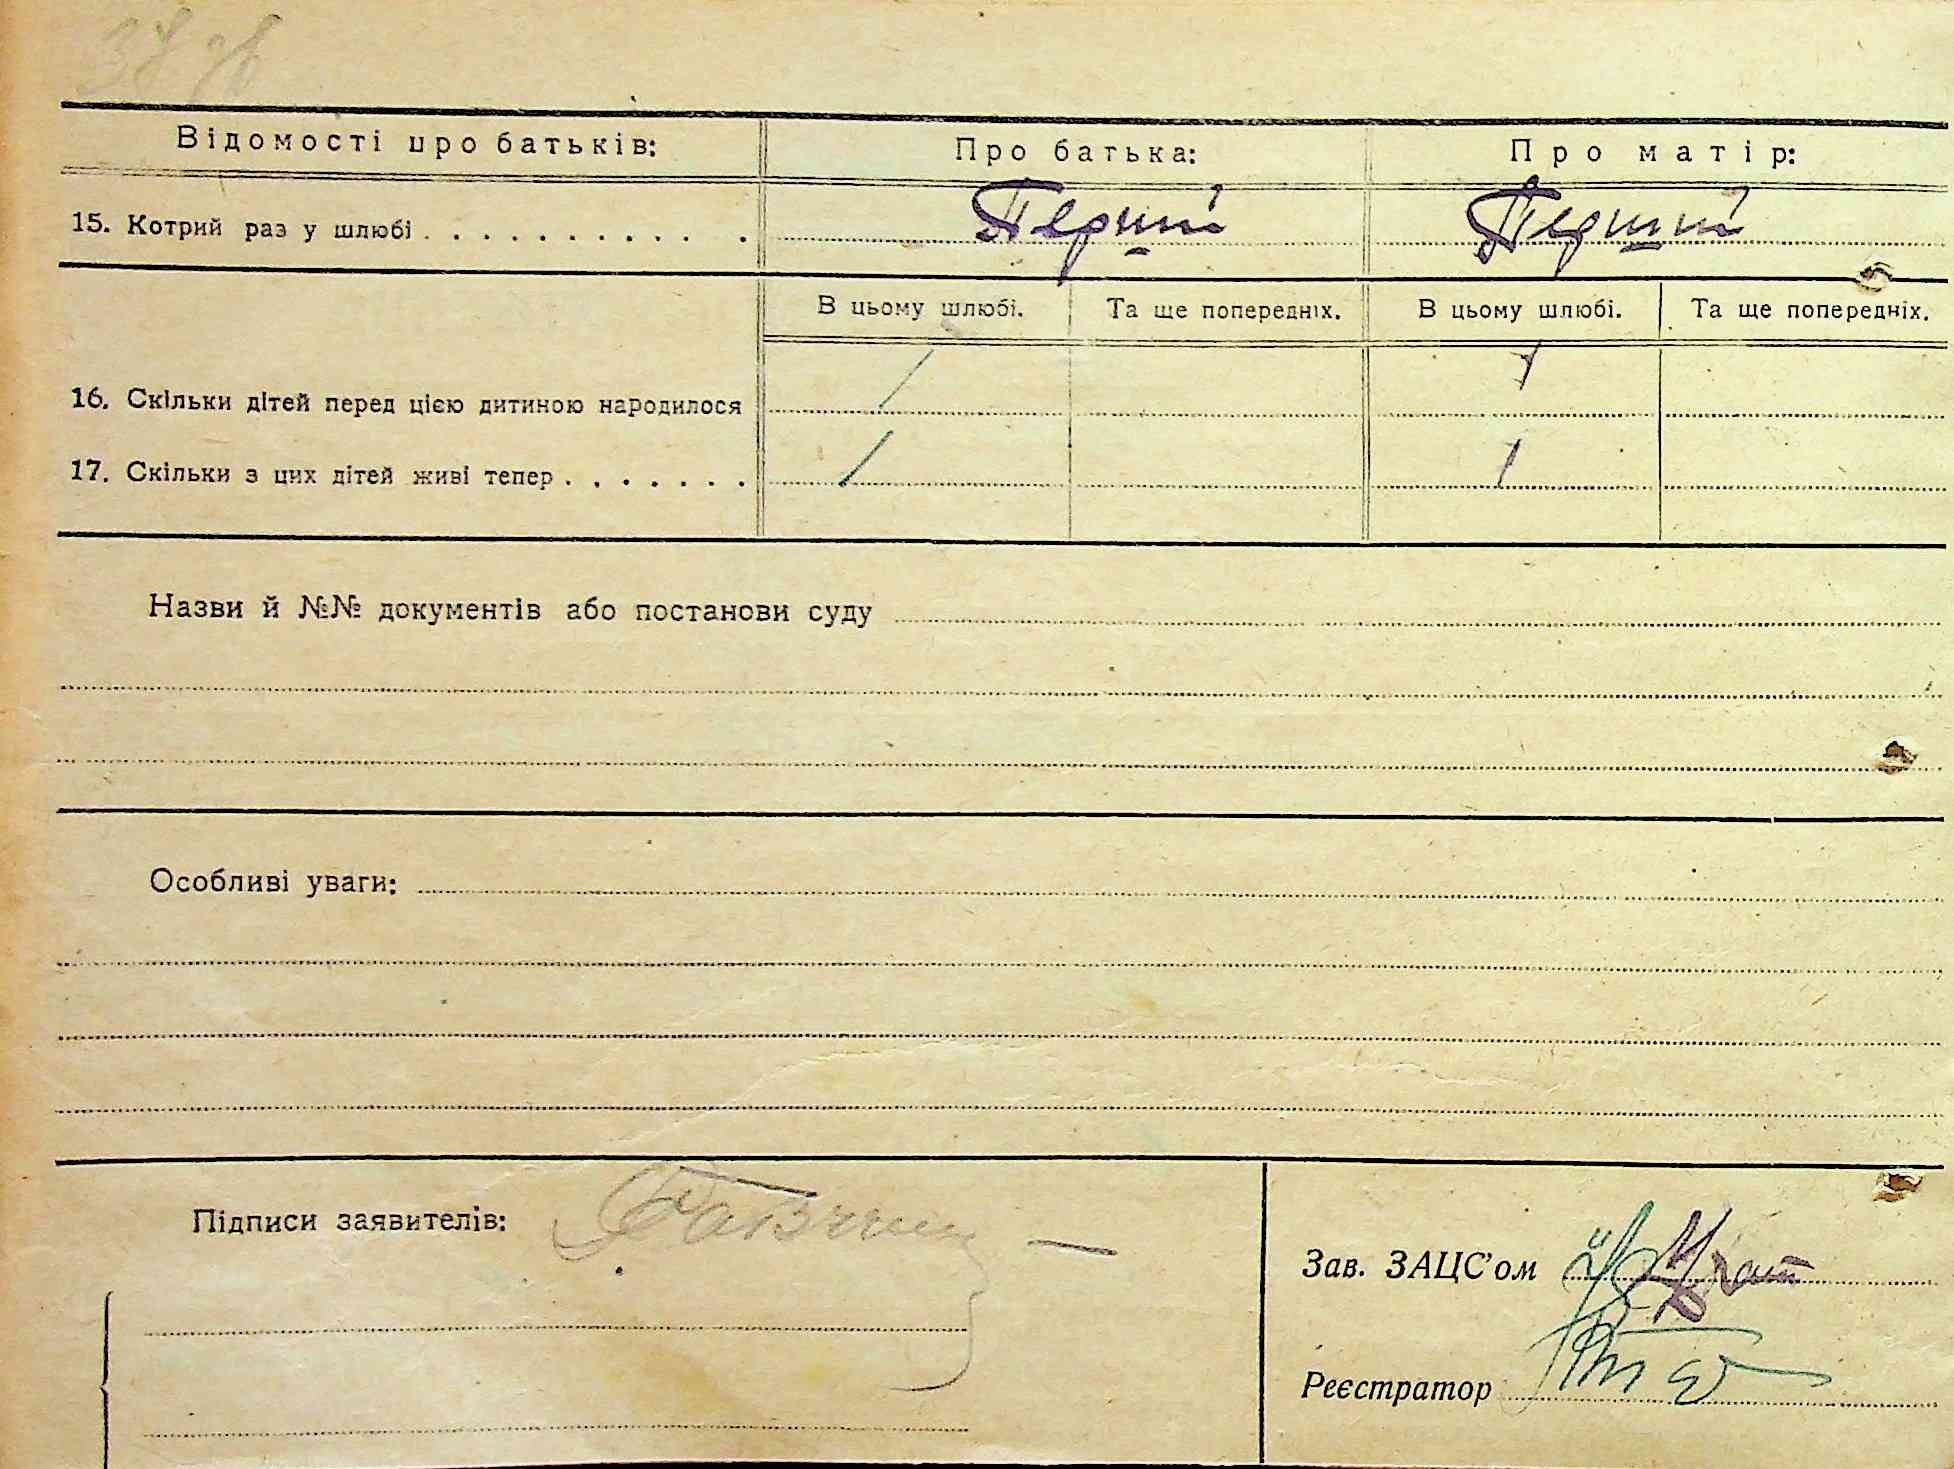 Відомості про батьків: Про батька: Про матір:
15. Котрий раз у шлюбі . . . . . . . . . . . . Перший Перший
В цьому шлюбі. Та ще попередніх. В цьому шлюбі. Та ще попередніх.
16. Скільки дітей перед цією дитиною народилося / 1
17. Скільки з цих дітей живі тепер . . . . . . . / 1
Назви й №№ документів або постанови суду
Особливі уваги:
Підписи заявителів:
Зав. ЗАЦС'ом
Реєстратор